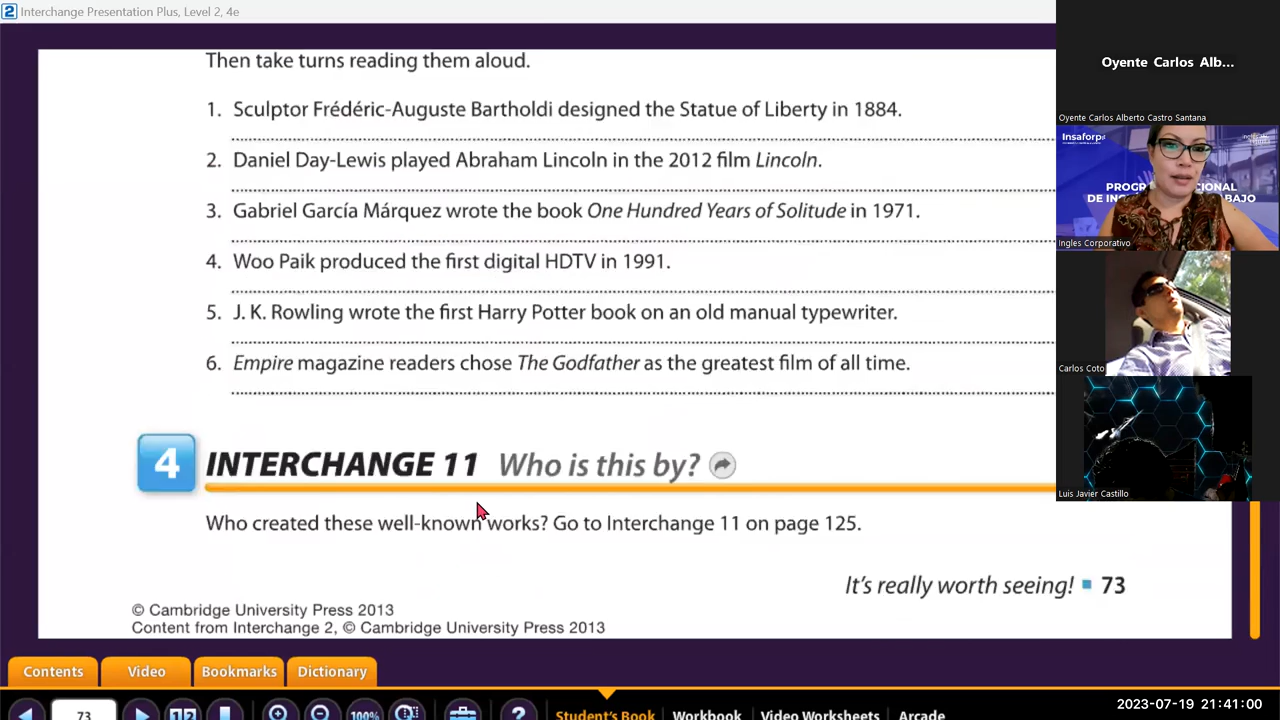 Interchange Presentation Plus, Level 2, 4e
Then take turns reading them aloud.
1. Sculptor Frédéric-Auguste Bartholdi designed the Statue of Liberty in 1884.
2. Daniel Day-Lewis played Abraham Lincoln in the 2012 film Lincoln.
3. Gabriel García Márquez wrote the book One Hundred Years of Solitude in 1971.
4. Woo Paik produced the first digital HDTV in 1991.
5. J. K. Rowling wrote the first Harry Potter book on an old manual typewriter.
6. Empire magazine readers chose The Godfather as the greatest film of all time.
4 INTERCHANGE 11 Who is this by?
Who created these well-known works? Go to Interchange 11 on page 125.
It's really worth seeing! 73
© Cambridge University Press 2013
Content from Interchange 2, © Cambridge University Press 2013
Contents Video Bookmarks Dictionary
73 1 2 100% ? Student's Book Workbook Video Worksheets Arcade
Oyente Carlos Alb...
Oyente Carlos Alberto Castro Santana
Insaforp
Ingles Corporativo
Carlos Coto
Luis Javier Castillo
2023-07-19 21:41:00